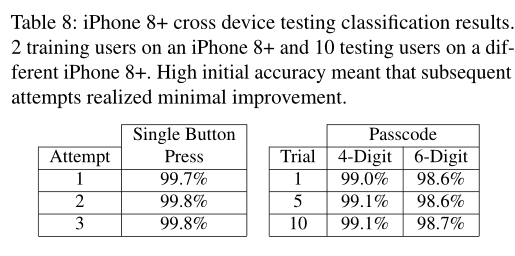 Table 8: iPhone 8+ cross device testing classification results.
2 training users on an iPhone 8+ and 10 testing users on a dif-
ferent iPhone 8+. High initial accuracy meant that subsequent
attempts realized minimal improvement.
Single Button
Attempt Press
1 99.7%
2 99.8%
3 99.8%
Passcode
Trial 4-Digit 6-Digit
1 99.0% 98.6%
5 99.1% 98.6%
10 99.1% 98.7%